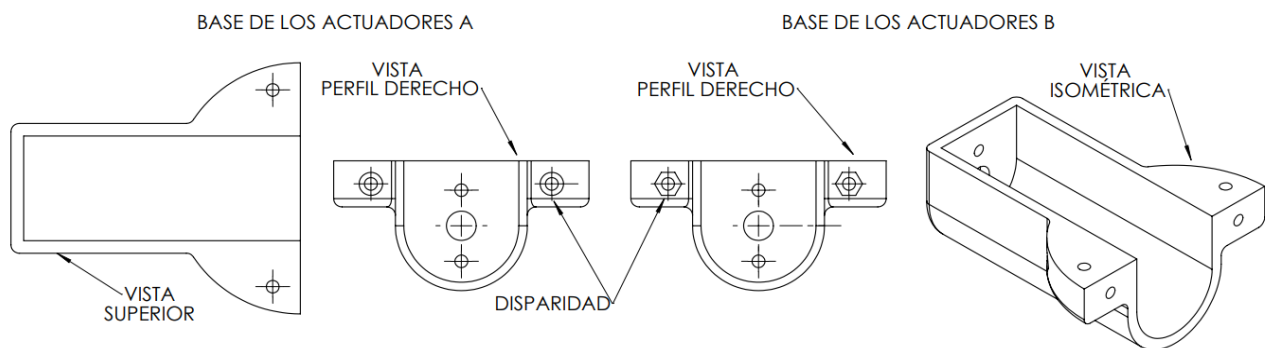 BASE DE LOS ACTUADORES A
BASE DE LOS ACTUADORES B
VISTA
PERFIL DERECHO
VISTA
PERFIL DERECHO
VISTA
ISOMÉTRICA
VISTA
SUPERIOR
DISPARIDAD